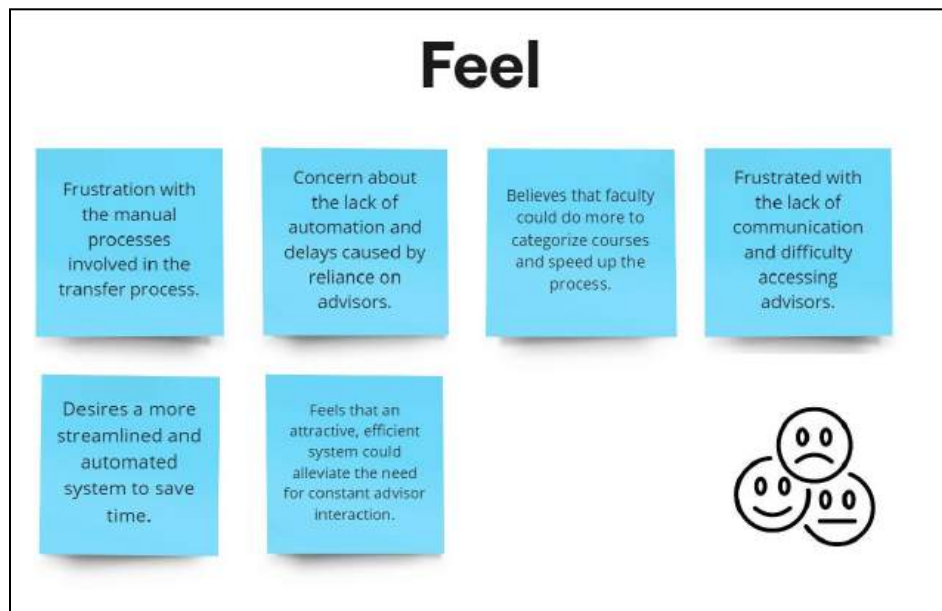 Feel
Frustration with
the manual
processes
involved in the
transfer process.
Concern about
the lack of
automation and
delays caused by
reliance on
advisors.
Believes that faculty
could do more to
categorize courses
and speed up the
process.
Frustrated with
the lack of
communication
and difficulty
accessing
advisors.
Desires a more
streamlined and
automated
system to save
time.
Feels that an
attractive, efficient
system could
alleviate the need
for constant advisor
interaction.